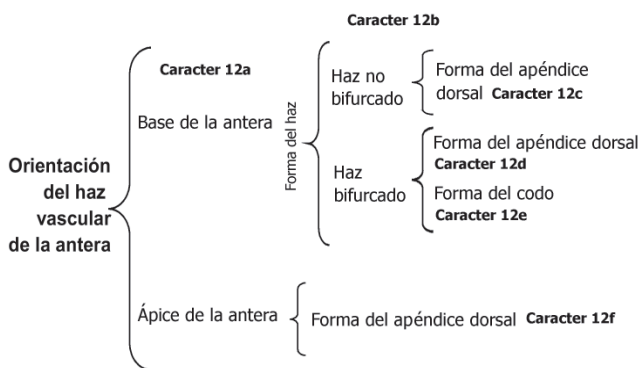 Caracter 12b
Caracter 12a
Base de la antera
Forma del haz
Haz no
bifurcado
Forma del apéndice
dorsal Caracter 12c
Haz
bifurcado
Forma del apéndice dorsal
Caracter 12d
Forma del codo
Caracter 12e
Orientación
del haz
vascular
de la antera
Ápice de la antera
Forma del apéndice dorsal Caracter 12f